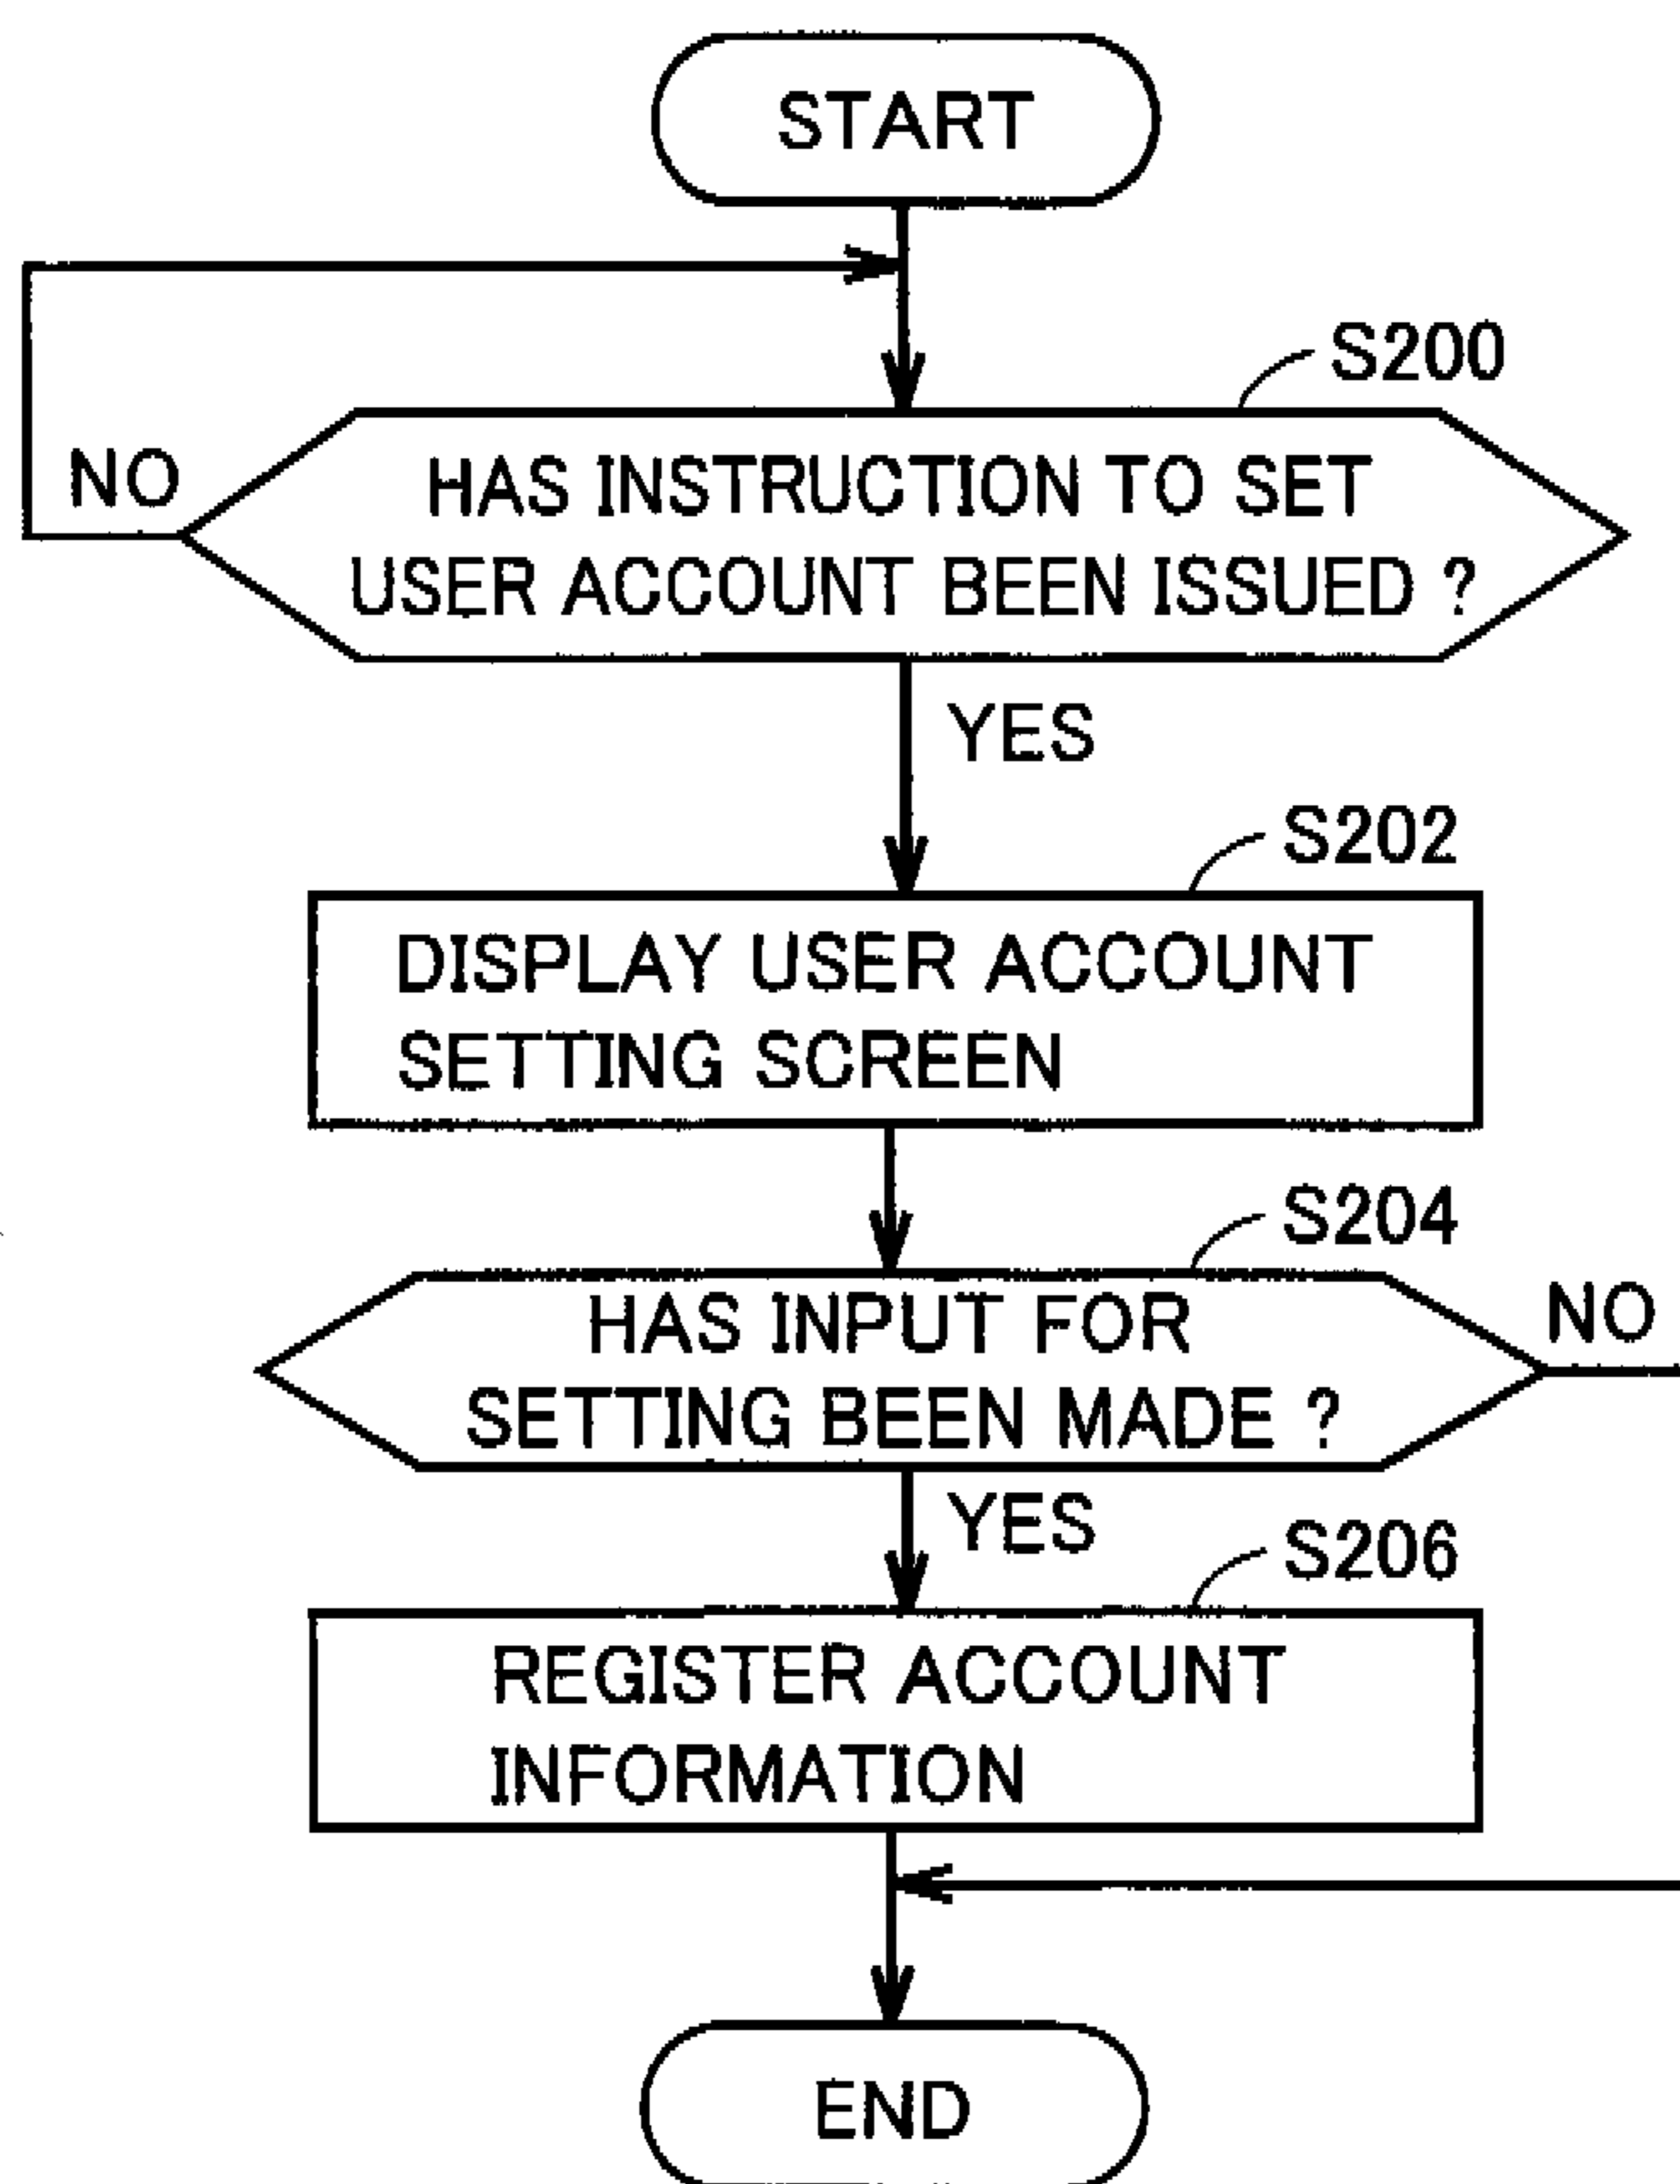 START
S200
NO
HAS INSTRUCTION TO SET
USER ACCOUNT BEEN ISSUED ?
YES
S202
DISPLAY USER ACCOUNT
SETTING SCREEN
S204
HAS INPUT FOR
NO
SETTING BEEN MADE ?
YES
S206
REGISTER ACCOUNT
INFORMATION
END